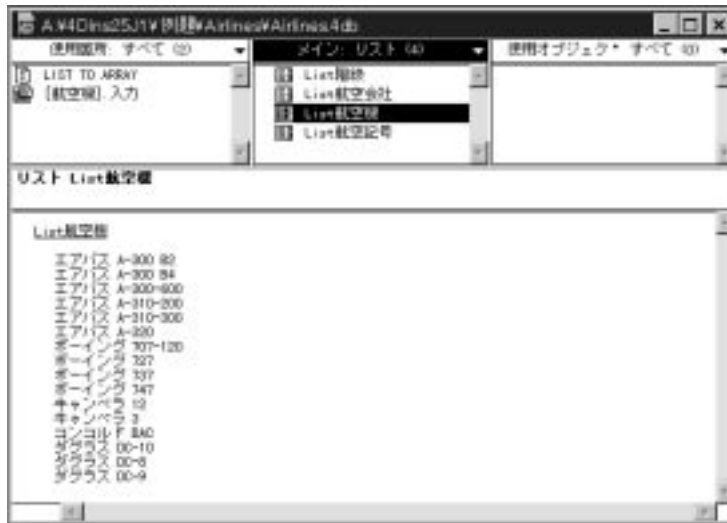 A:¥4DIns25J1¥例題¥Airlines¥Airlines.4db
使用箇所: すべて (2)
メイン: リスト (4)
使用オブジェクト すべて (0)
LIST TO ARRAY
[航空機].入力
List階級
List航空会社
List航空機
List航空記号
リスト List航空機
List航空機
エアバス A-300 B2
エアバス A-300 B4
エアバス A-300-600
エアバス A-310-200
エアバス A-310-300
エアバス A-320
ボーイング 707-120
ボーイング 727
ボーイング 737
ボーイング 747
キャンベラ 12
キャンベラ 3
コンコルド BAC
ダグラス DC-10
ダグラス DC-8
ダグラス DC-9